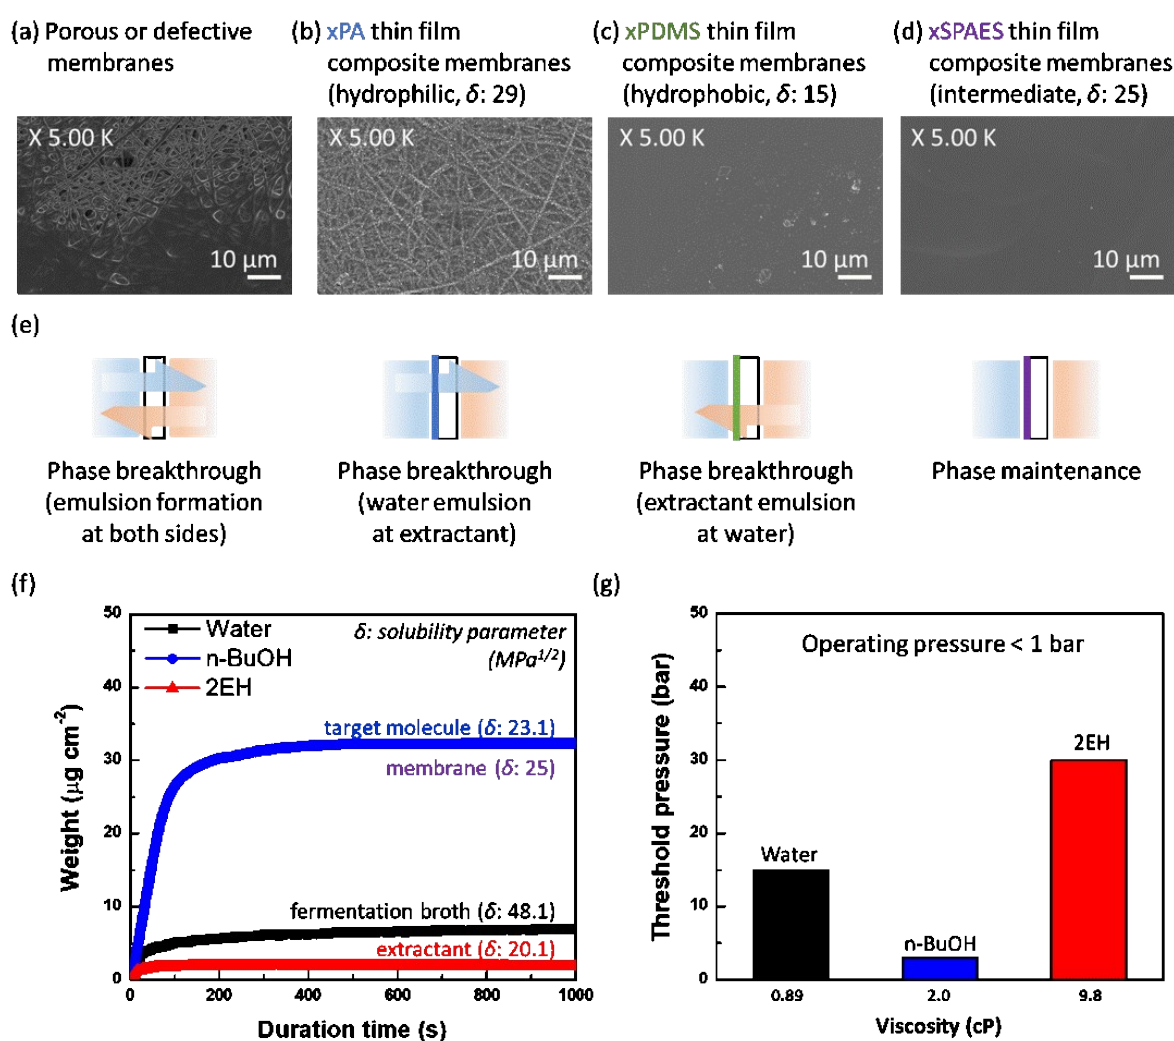 (a) Porous or defective
membranes
(b) xPA thin film
composite membranes
(hydrophilic, δ: 29)
(c) xPDMS thin film
composite membranes
(hydrophobic, δ: 15)
(d) xSPAES thin film
composite membranes
(intermediate, δ: 25)
X 5.00 K
10 μm
X 5.00 K
10 μm
X 5.00 K
10 μm
X 5.00 K
10 μm
(e)
Phase breakthrough
(emulsion formation
at both sides)
Phase breakthrough
(water emulsion
at extractant)
Phase breakthrough
(extractant emulsion
at water)
Phase maintenance
(f)
Weight (μg cm⁻²)
50
40
30
20
10
0
Water
n-BuOH
2EH
δ: solubility parameter
(MPa¹ᐟ²)
target molecule (δ: 23.1)
membrane (δ: 25)
fermentation broth (δ: 48.1)
extractant (δ: 20.1)
0 200 400 600 800 1000
Duration time (s)
(g)
Threshold pressure (bar)
50
40
30
20
10
0
Operating pressure < 1 bar
Water
n-BuOH
2EH
0.89 2.0 9.8
Viscosity (cP)